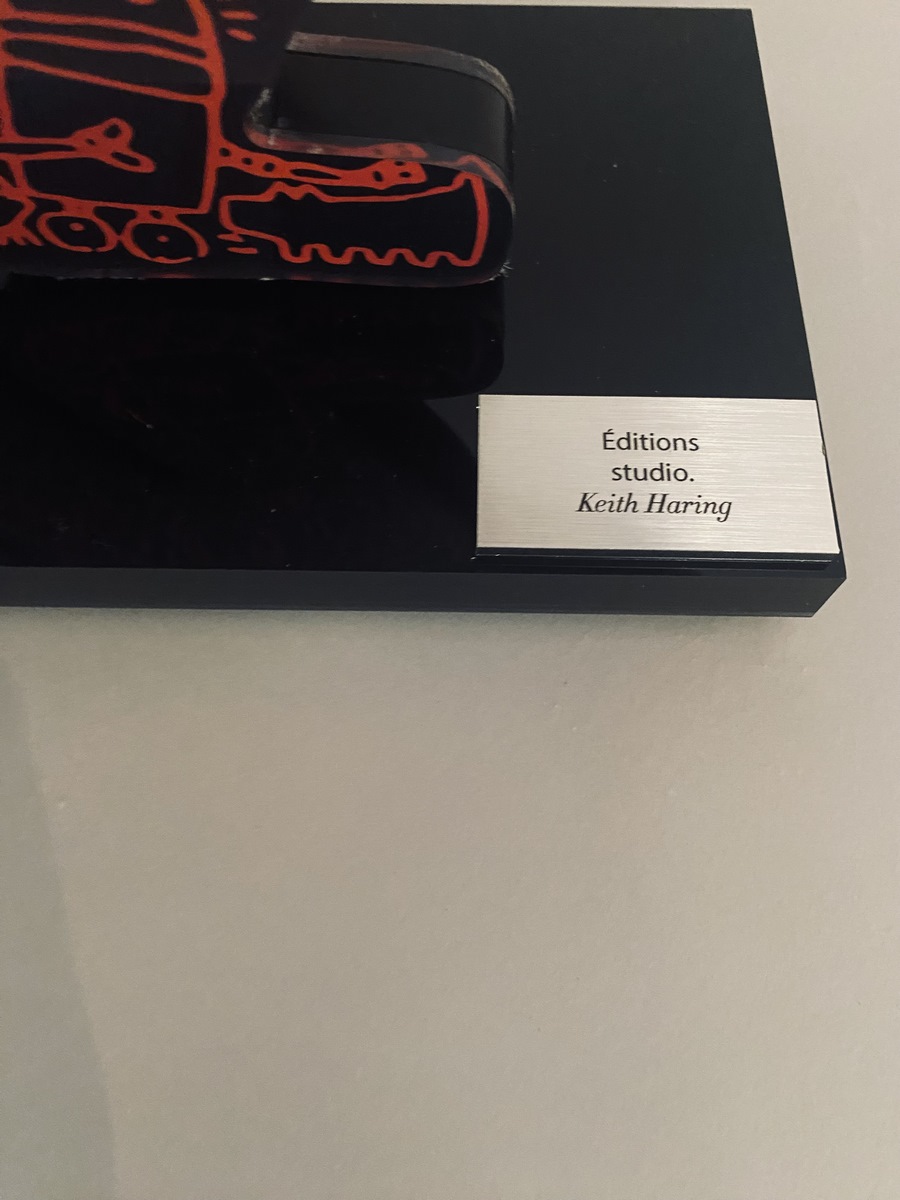 Éditions
studio.
Keith Haring